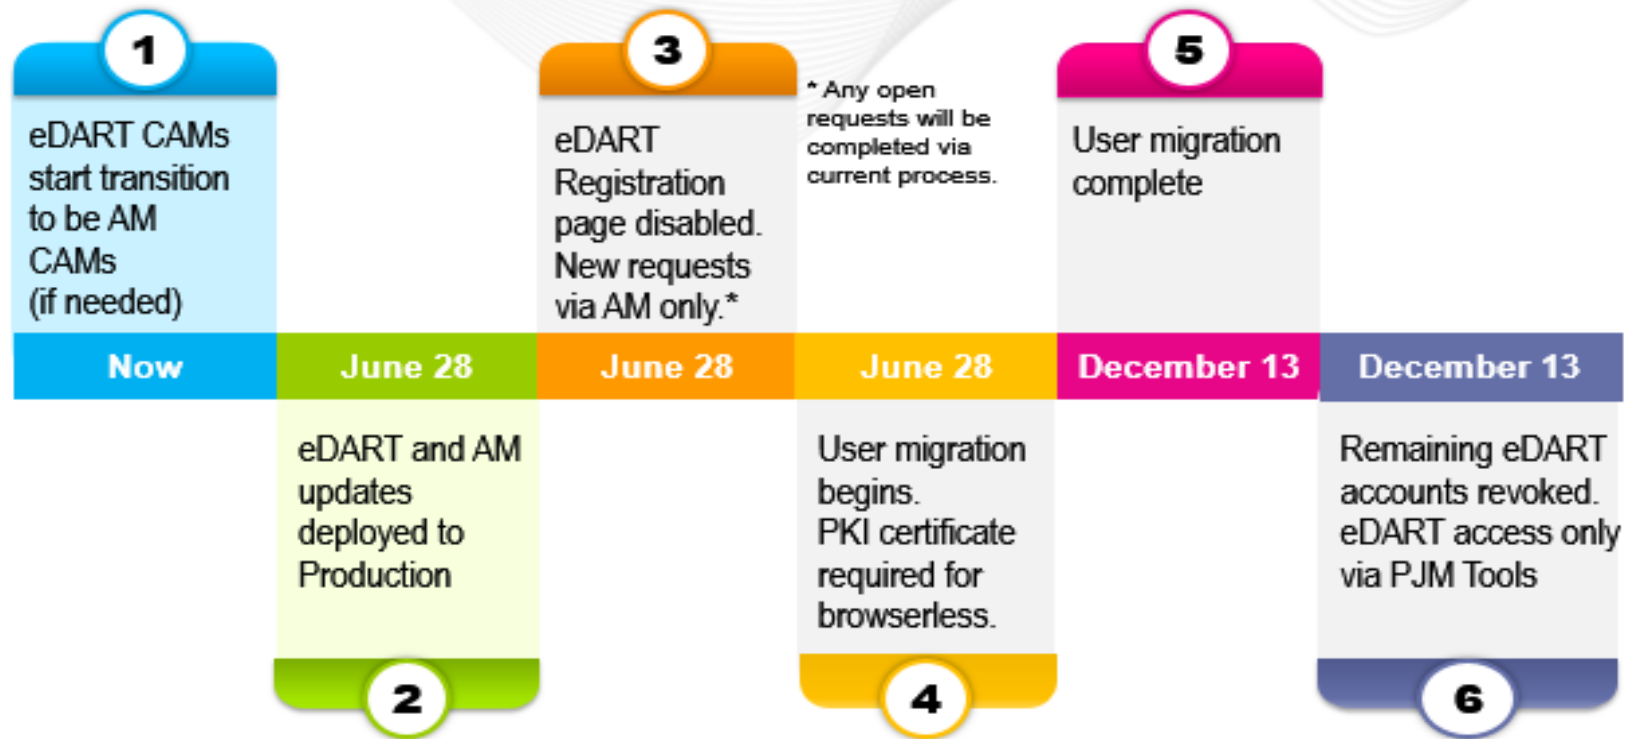 1
eDART CAMs
start transition
to be AM
CAMs
(if needed)
Now
June 28
eDART and AM
updates
deployed to
Production
2
3
eDART
Registration
page disabled.
New requests
via AM only.*
June 28
* Any open
requests will be
completed via
current process.
June 28
User migration
begins.
PKI certificate
required for
browserless.
4
5
User migration
complete
December 13
December 13
Remaining eDART
accounts revoked.
eDART access only
via PJM Tools
6